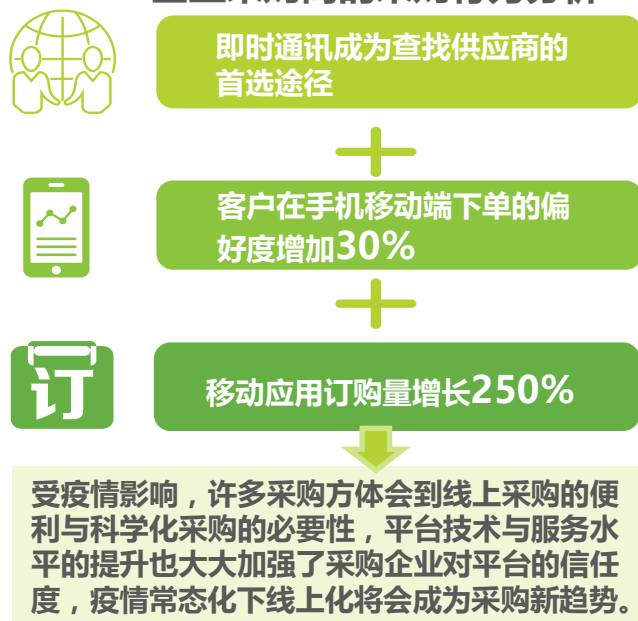 即时通讯成为查找供应商的
首选途径
客户在手机移动端下单的偏
好度增加30%
订
移动应用订购量增长250%
受疫情影响，许多采购方体会到线上采购的便
利与科学化采购的必要性，平台技术与服务水
平的提升也大大加强了采购企业对平台的信任
度，疫情常态化下线上化将会成为采购新趋势。